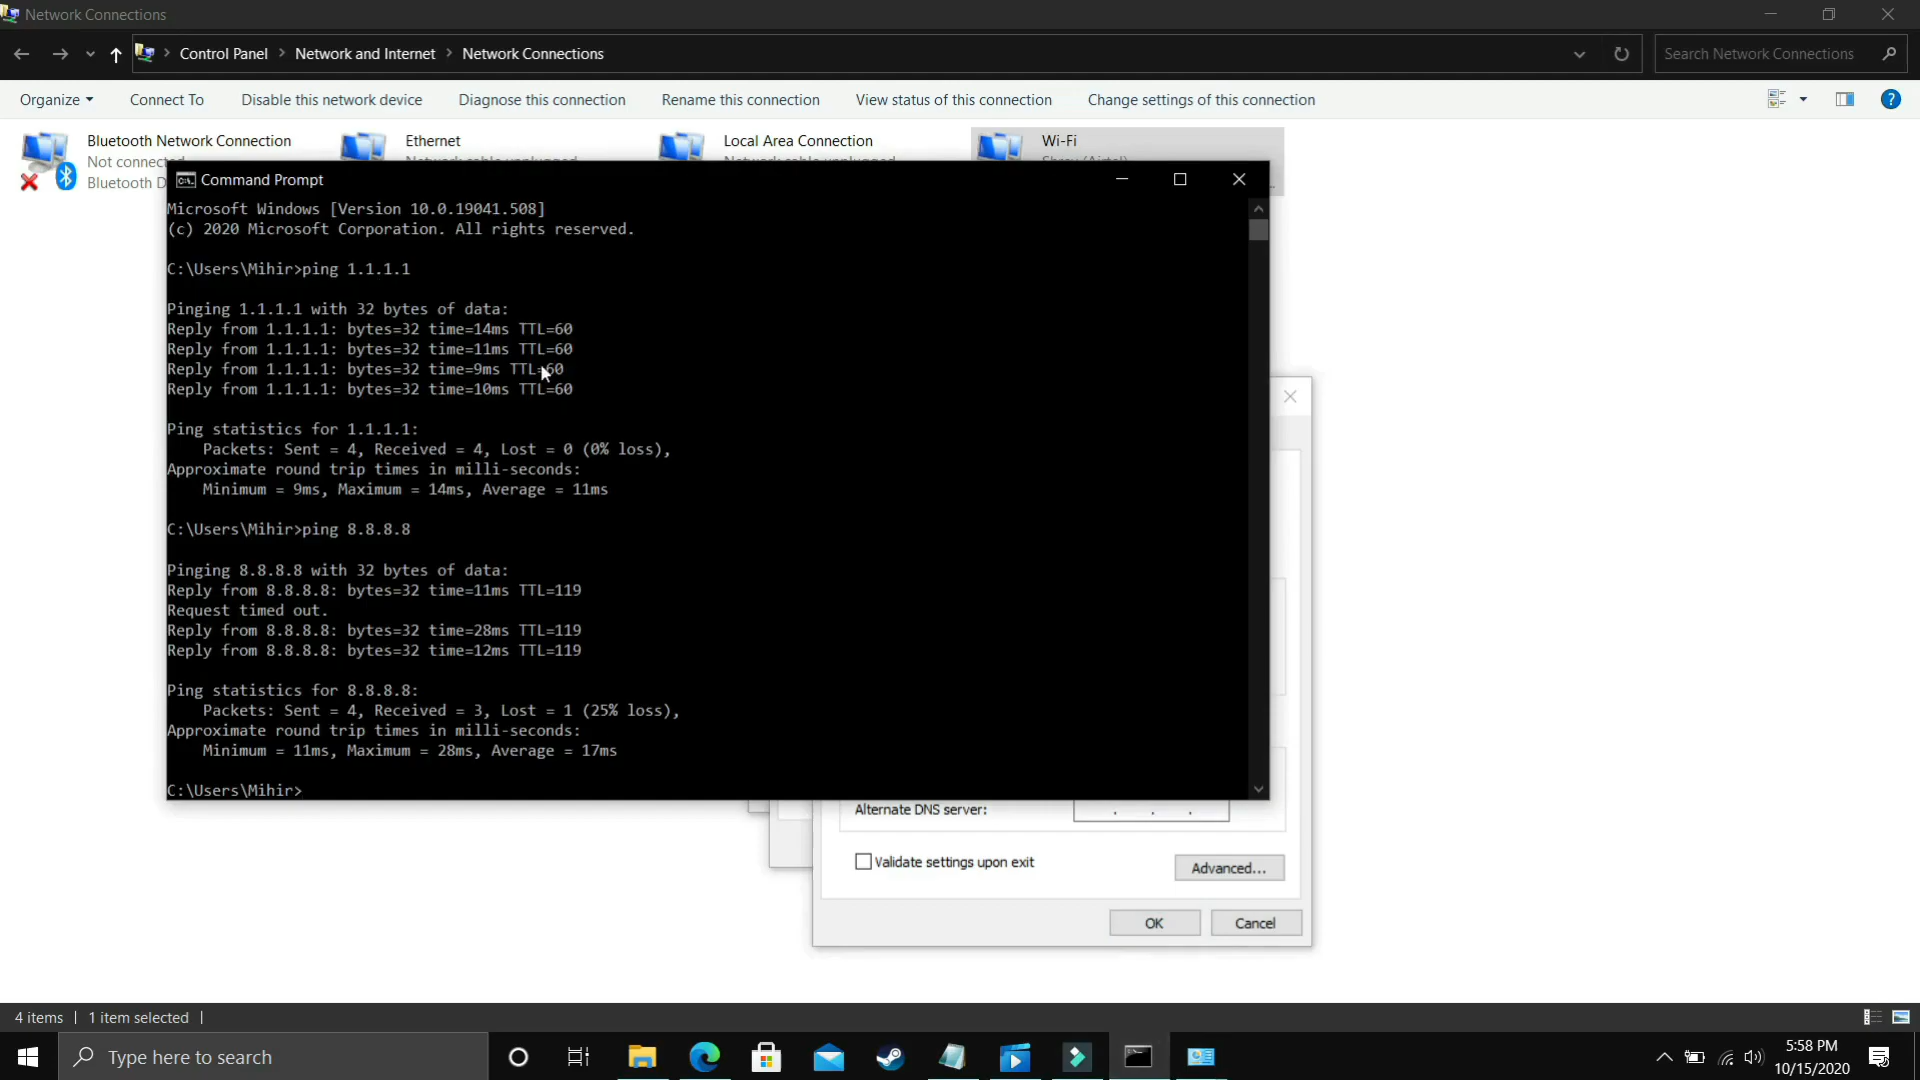 Network Connections
Control Panel > Network and Internet > Network Connections
Search Network Connections
Organize
Connect To
Disable this network device
Diagnose this connection
Rename this connection
View status of this connection
Change settings of this connection
Bluetooth Network Connection
Not connected
Bluetooth D
Ethernet
Network cable unplugged
Local Area Connection
Network cable unplugged
Wi-Fi
Command Prompt
Microsoft Windows [Version 10.0.19041.508]
(c) 2020 Microsoft Corporation. All rights reserved.
C:\Users\Mihir>ping 1.1.1.1
Pinging 1.1.1.1 with 32 bytes of data:
Reply from 1.1.1.1: bytes=32 time=14ms TTL=60
Reply from 1.1.1.1: bytes=32 time=11ms TTL=60
Reply from 1.1.1.1: bytes=32 time=9ms TTL=60
Reply from 1.1.1.1: bytes=32 time=10ms TTL=60
Ping statistics for 1.1.1.1:
Packets: Sent = 4, Received = 4, Lost = 0 (0% loss),
Approximate round trip times in milli-seconds:
Minimum = 9ms, Maximum = 14ms, Average = 11ms
C:\Users\Mihir>ping 8.8.8.8
Pinging 8.8.8.8 with 32 bytes of data:
Reply from 8.8.8.8: bytes=32 time=11ms TTL=119
Request timed out.
Reply from 8.8.8.8: bytes=32 time=28ms TTL=119
Reply from 8.8.8.8: bytes=32 time=12ms TTL=119
Ping statistics for 8.8.8.8:
Packets: Sent = 4, Received = 3, Lost = 1 (25% loss),
Approximate round trip times in milli-seconds:
Minimum = 11ms, Maximum = 28ms, Average = 17ms
C:\Users\Mihir>
Alternate DNS server:
Validate settings upon exit
Advanced...
OK
Cancel
4 items
1 item selected
Type here to search
5:58 PM
10/15/2020